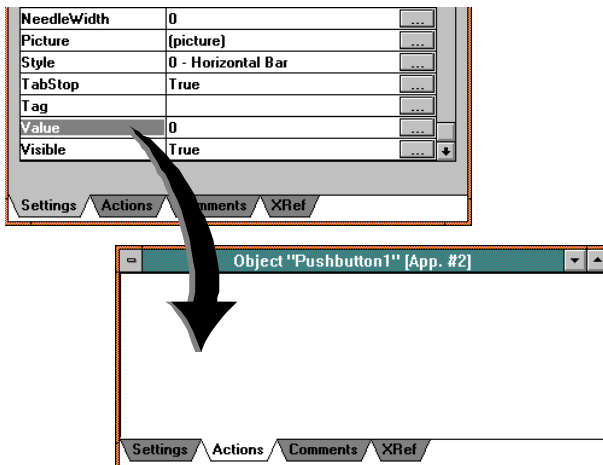 NeedleWidth 0 ...
Picture (picture) ...
Style 0 - Horizontal Bar ...
TabStop True ...
Tag ...
Value 0 ...
Visible True ...
Settings Actions Comments XRef
Object "Pushbutton1" [App. #2]
Settings Actions Comments XRef